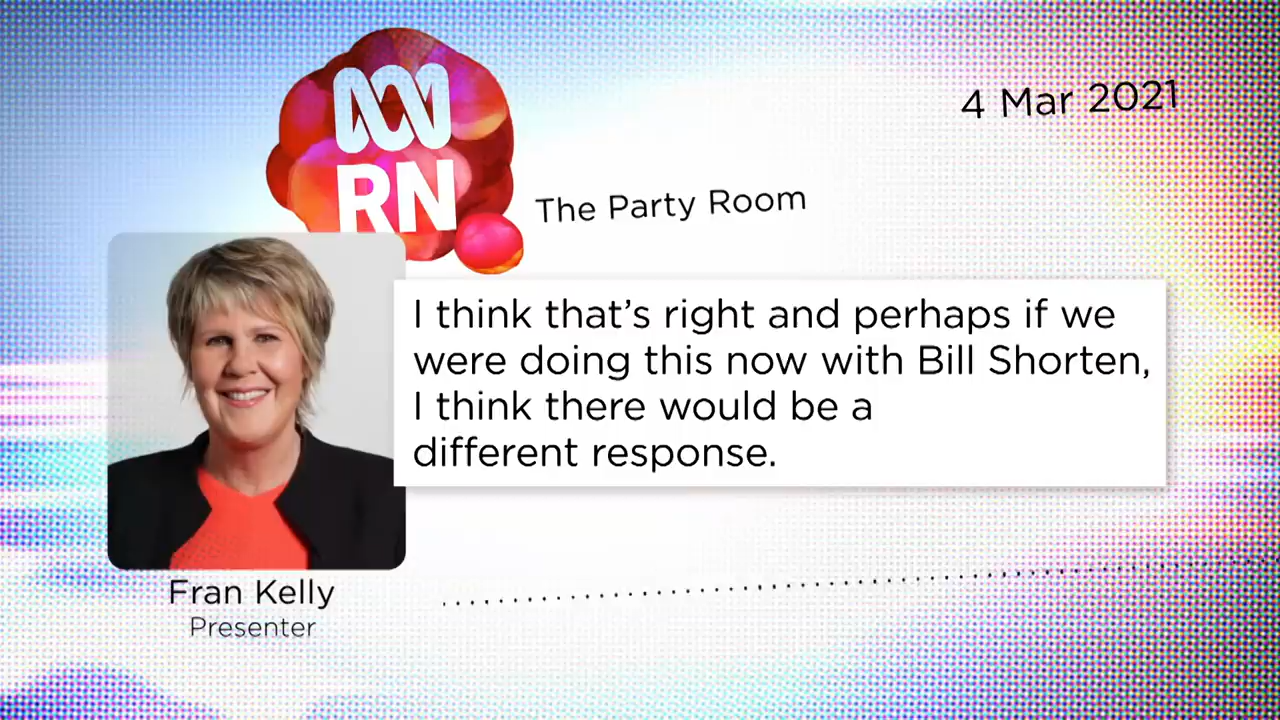 4 Mar 2021
RN
The Party Room
I think that's right and perhaps if we
were doing this now with Bill Shorten,
I think there would be a
different response.
Fran Kelly
Presenter